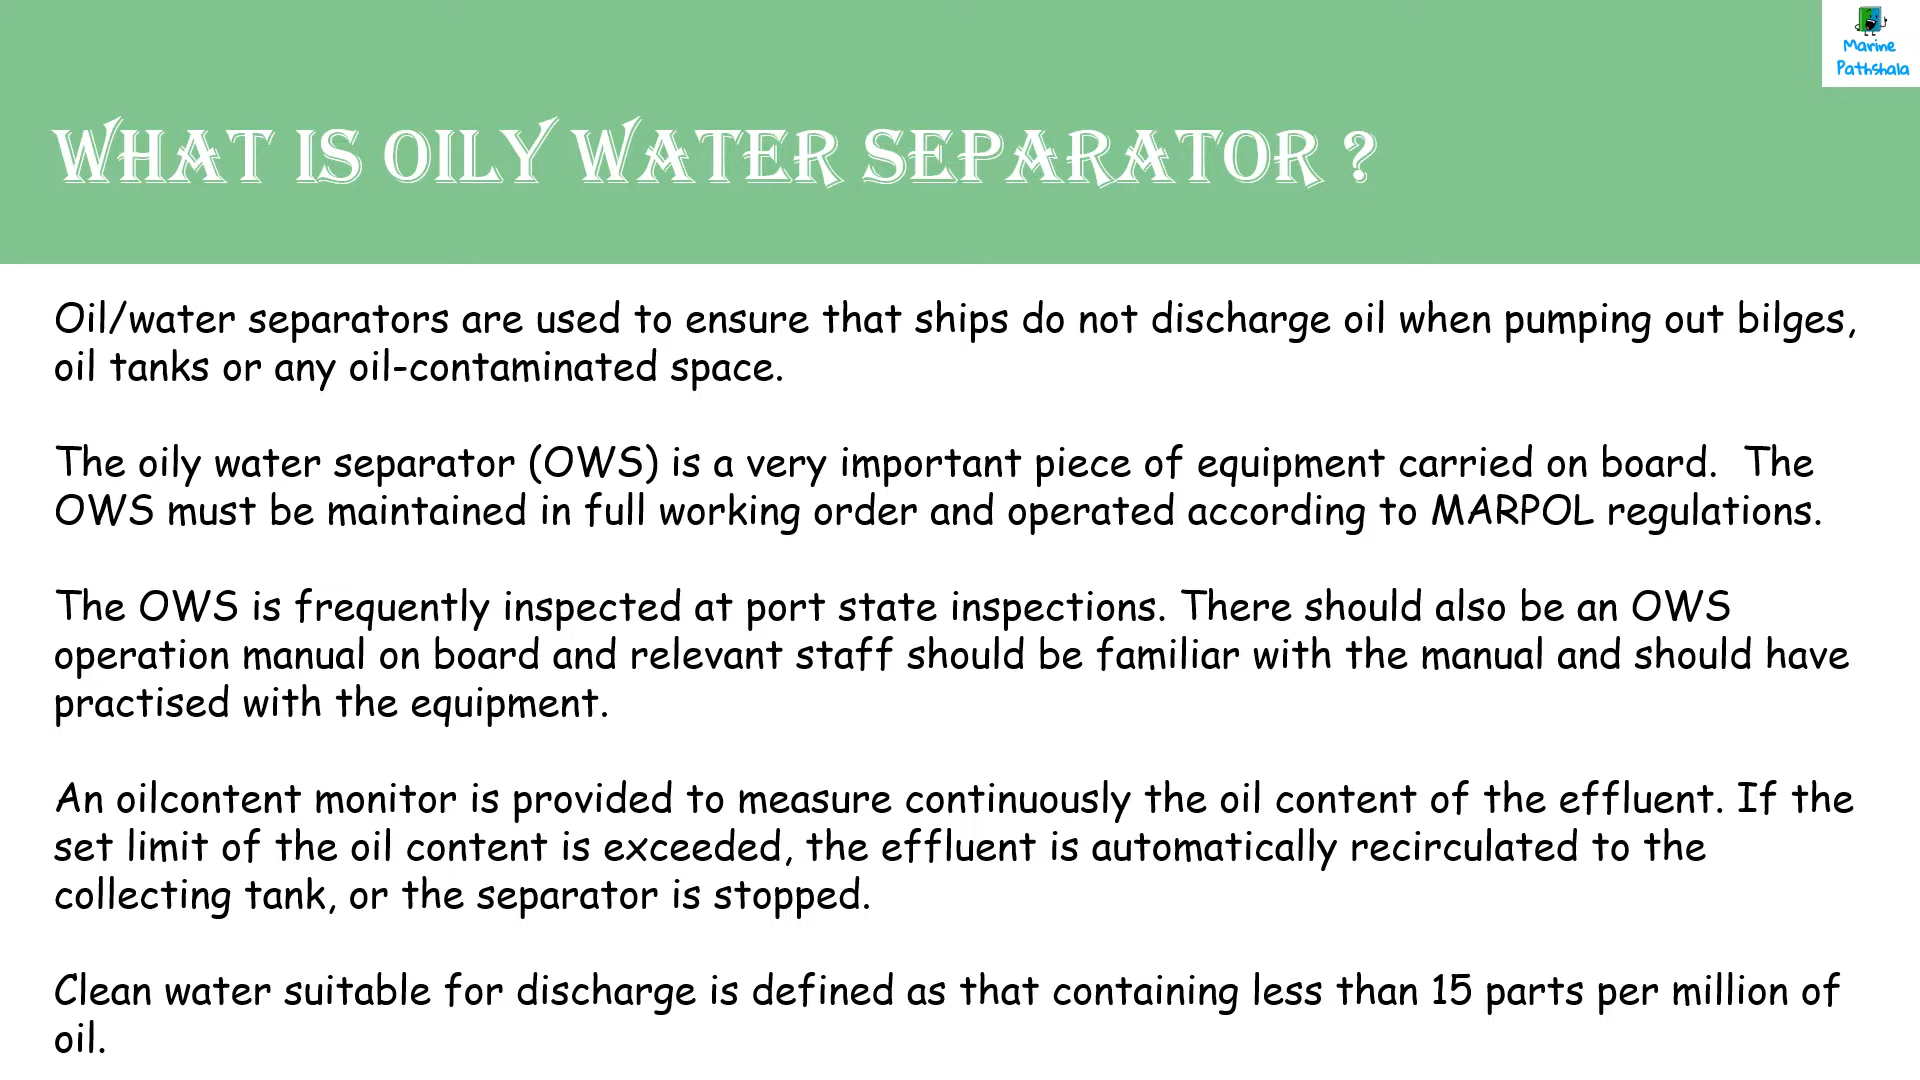 Marine
Pathshala
WHAT IS OILY WATER SEPARATOR ?
Oil/water separators are used to ensure that ships do not discharge oil when pumping out bilges,
oil tanks or any oil-contaminated space.
The oily water separator (OWS) is a very important piece of equipment carried on board.  The
OWS must be maintained in full working order and operated according to MARPOL regulations.
The OWS is frequently inspected at port state inspections. There should also be an OWS
operation manual on board and relevant staff should be familiar with the manual and should have
practised with the equipment.
An oilcontent monitor is provided to measure continuously the oil content of the effluent. If the
set limit of the oil content is exceeded, the effluent is automatically recirculated to the
collecting tank, or the separator is stopped.
Clean water suitable for discharge is defined as that containing less than 15 parts per million of
oil.